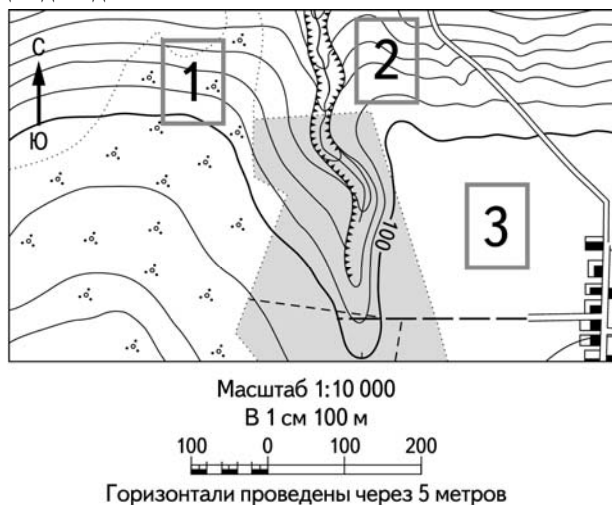 1
2
С
Ю
100
3
Масштаб 1:10 000
В 1 см 100 м
100 0 100 200
Горизонтали проведены через 5 метров